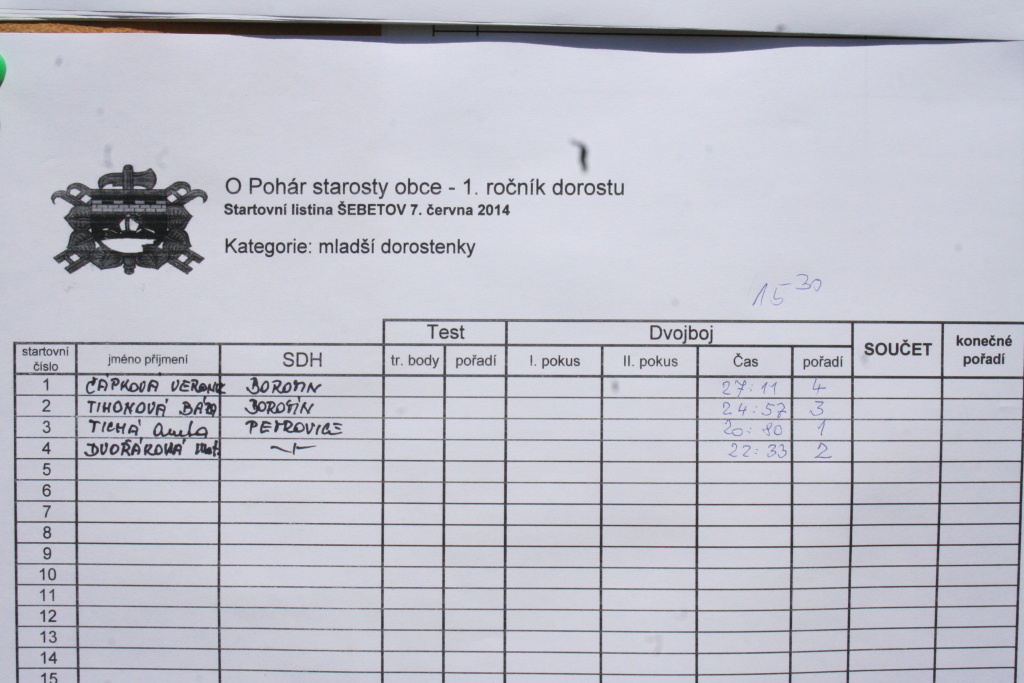 O Pohár starosty obce - 1. ročník dorostu
Startovní listina ŠEBETOV 7. června 2014
Kategorie: mladší dorostenky
15 30
Test Dvojboj SOUČET konečné pořadí
startovní číslo jméno příjmení SDH tr. body pořadí I. pokus II. pokus Čas pořadí
1 ČAPKOVÁ BOROTÍN 27:11 4
2 TIHONOVÁ BÁRA BOROTÍN 24:57 3
3 TICHÁ Aneta PETROVICE 20:80 1
4 DVOŘÁKOVÁ 22:33 2
5
6
7
8
9
10
11
12
13
14
15